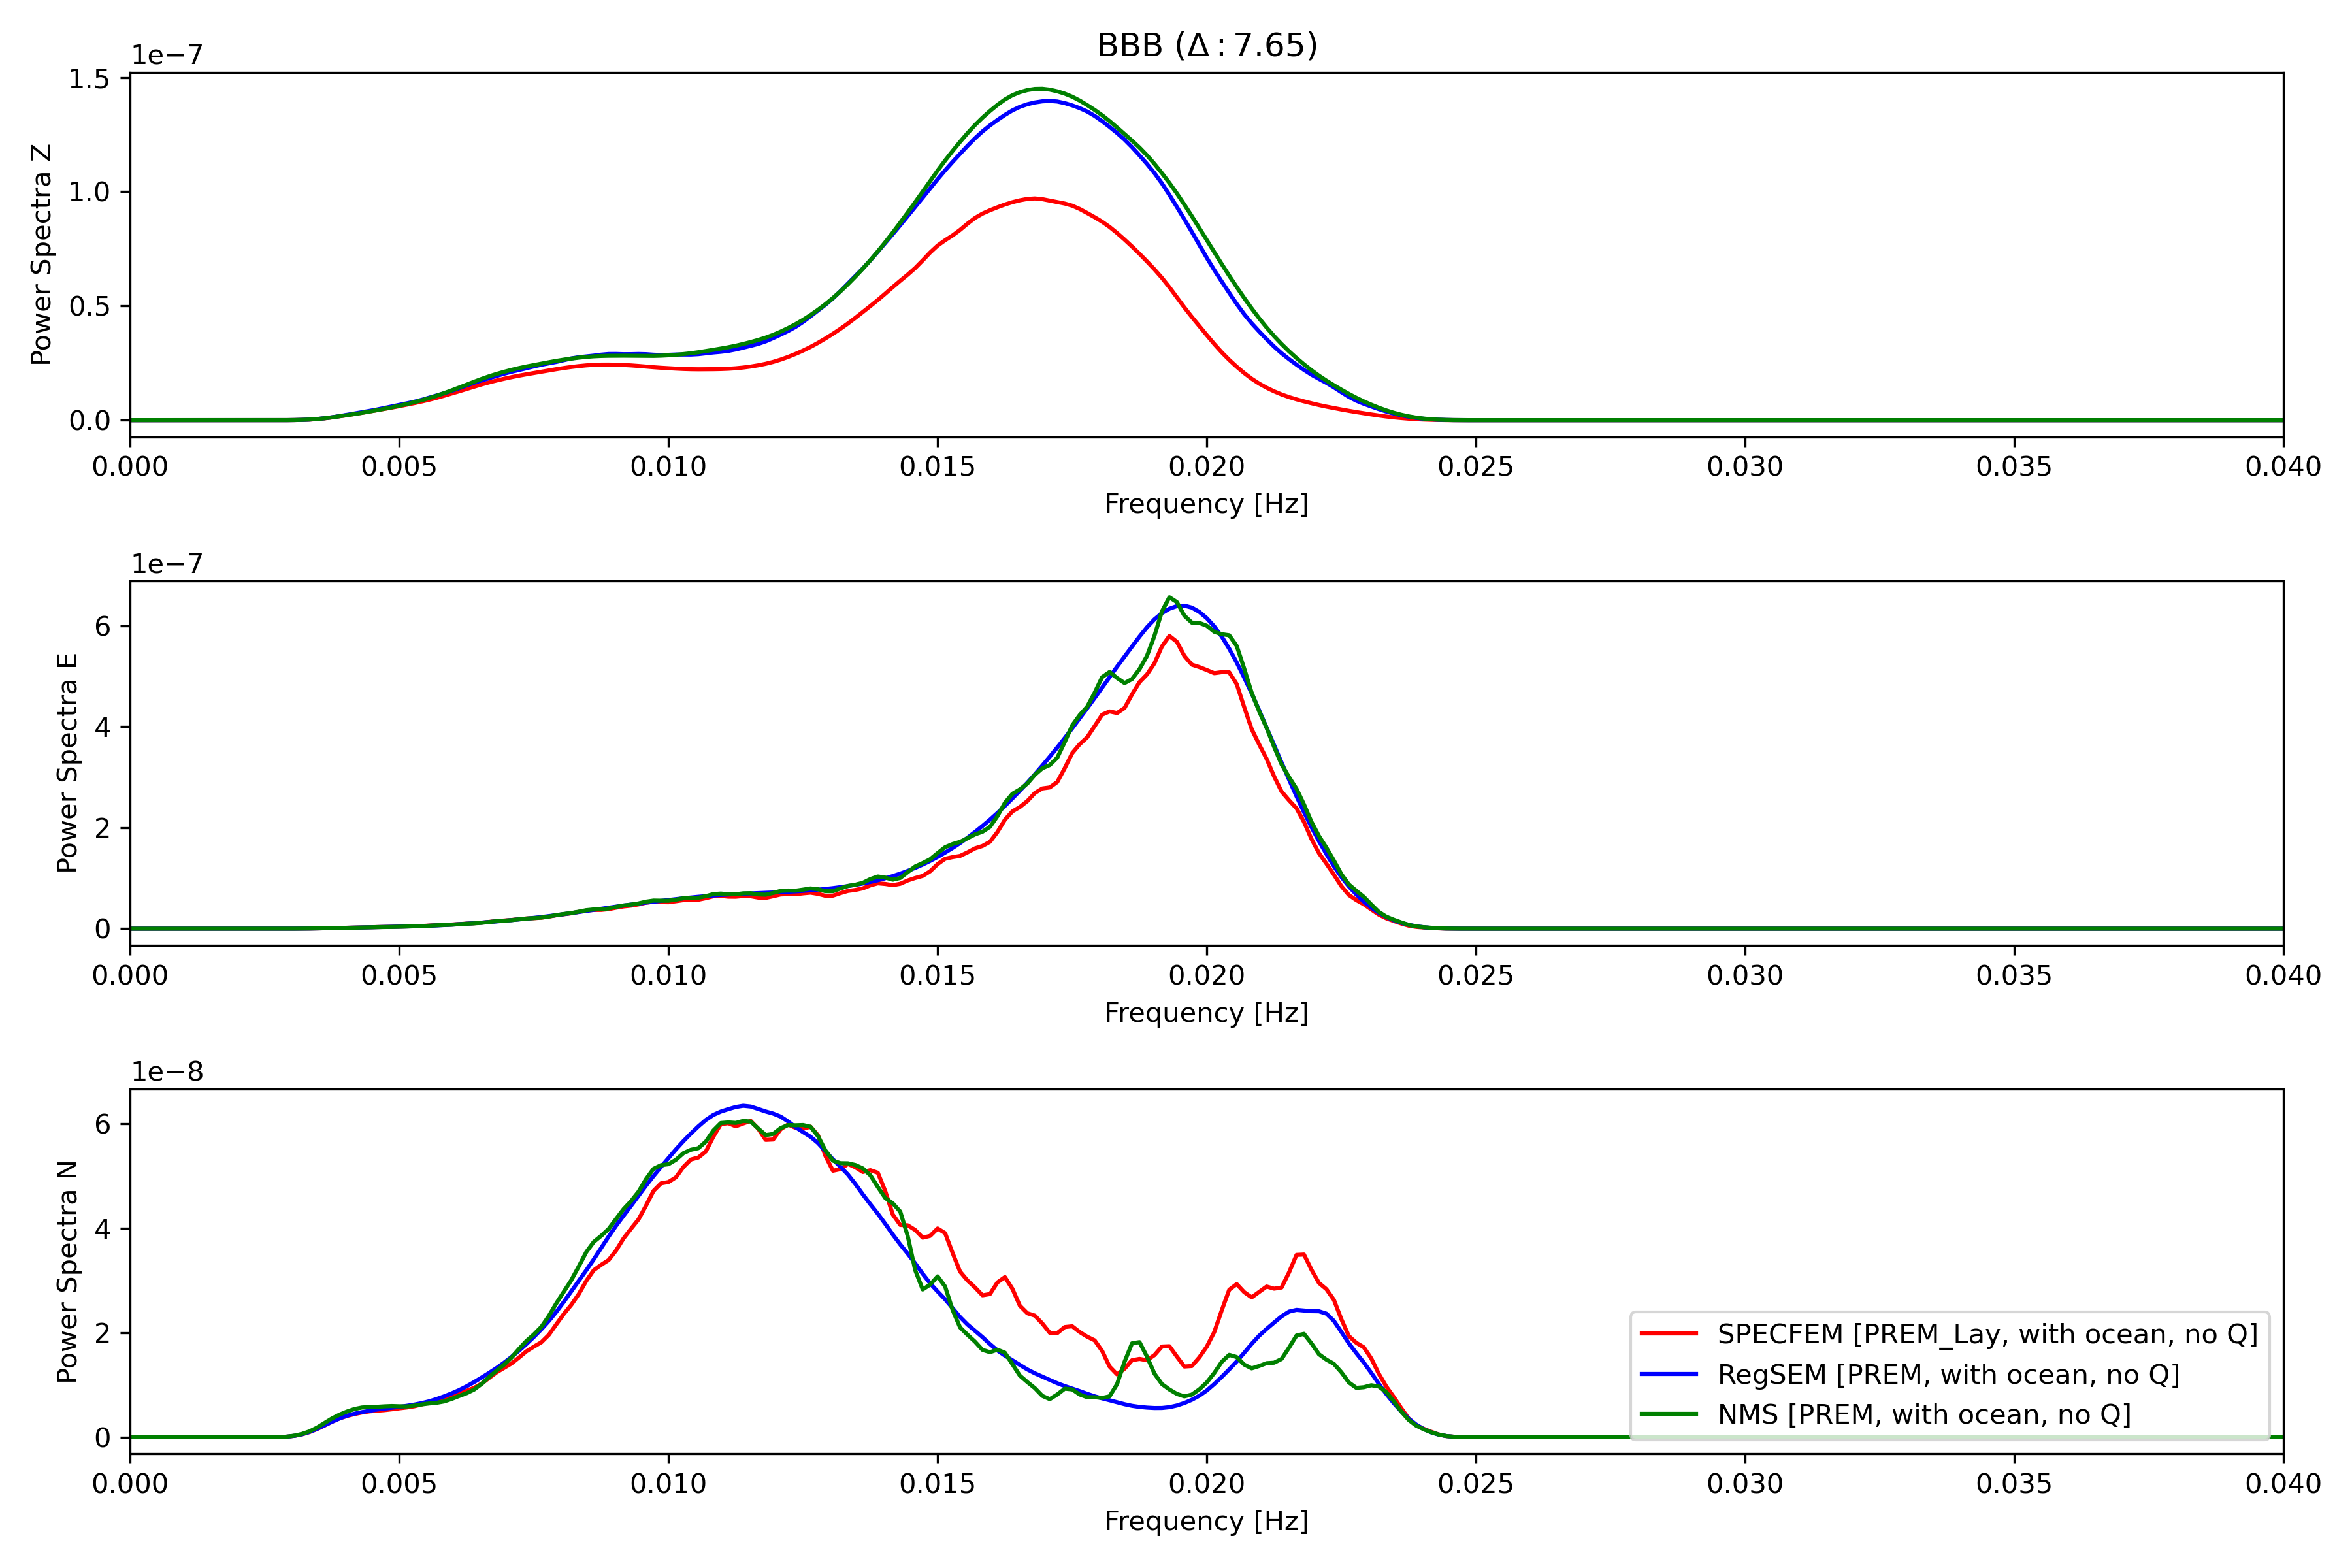 BBB (Δ : 7.65)
1e−7
1.5
1.0
0.5
0.0
Power Spectra Z
0.000 0.005 0.010 0.015 0.020 0.025 0.030 0.035 0.040
Frequency [Hz]
1e−7
6
4
2
0
Power Spectra E
0.000 0.005 0.010 0.015 0.020 0.025 0.030 0.035 0.040
Frequency [Hz]
1e−8
6
4
2
0
Power Spectra N
SPECFEM [PREM_Lay, with ocean, no Q]
RegSEM [PREM, with ocean, no Q]
NMS [PREM, with ocean, no Q]
0.000 0.005 0.010 0.015 0.020 0.025 0.030 0.035 0.040
Frequency [Hz]